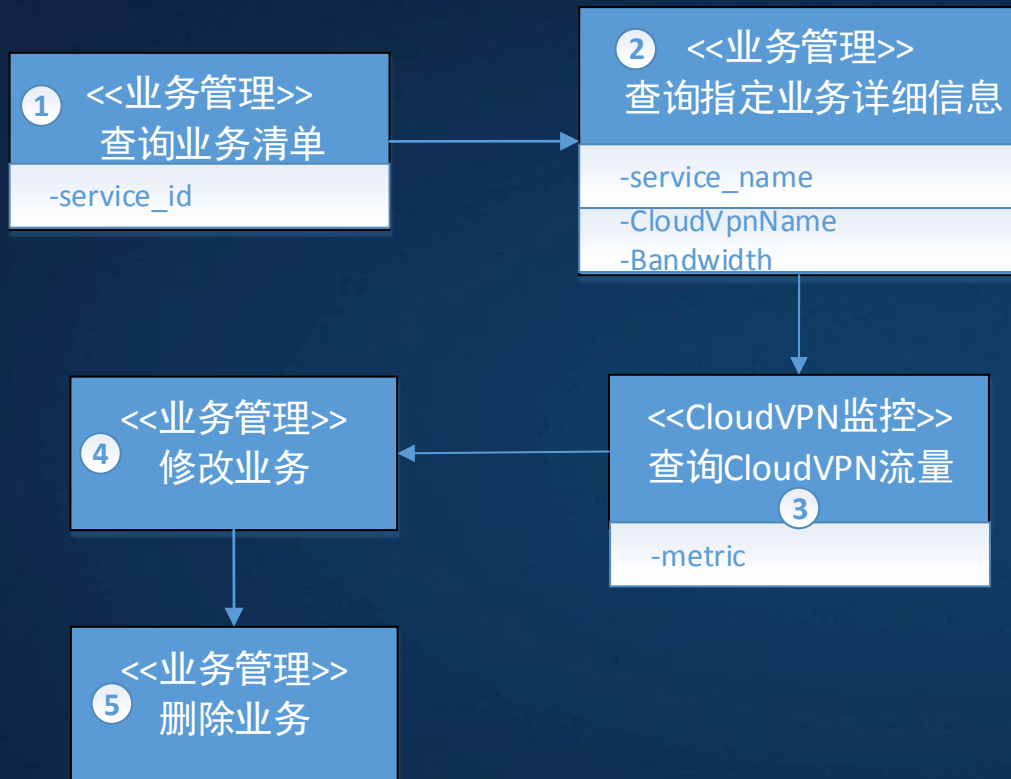 1
<<业务管理>>
查询业务清单
-service_id
2
<<业务管理>>
查询指定业务详细信息
-service_name
-CloudVpnName
-Bandwidth
<<CloudVPN监控>>
查询CloudVPN流量
3
-metric
<<业务管理>>
4
修改业务
<<业务管理>>
5
删除业务